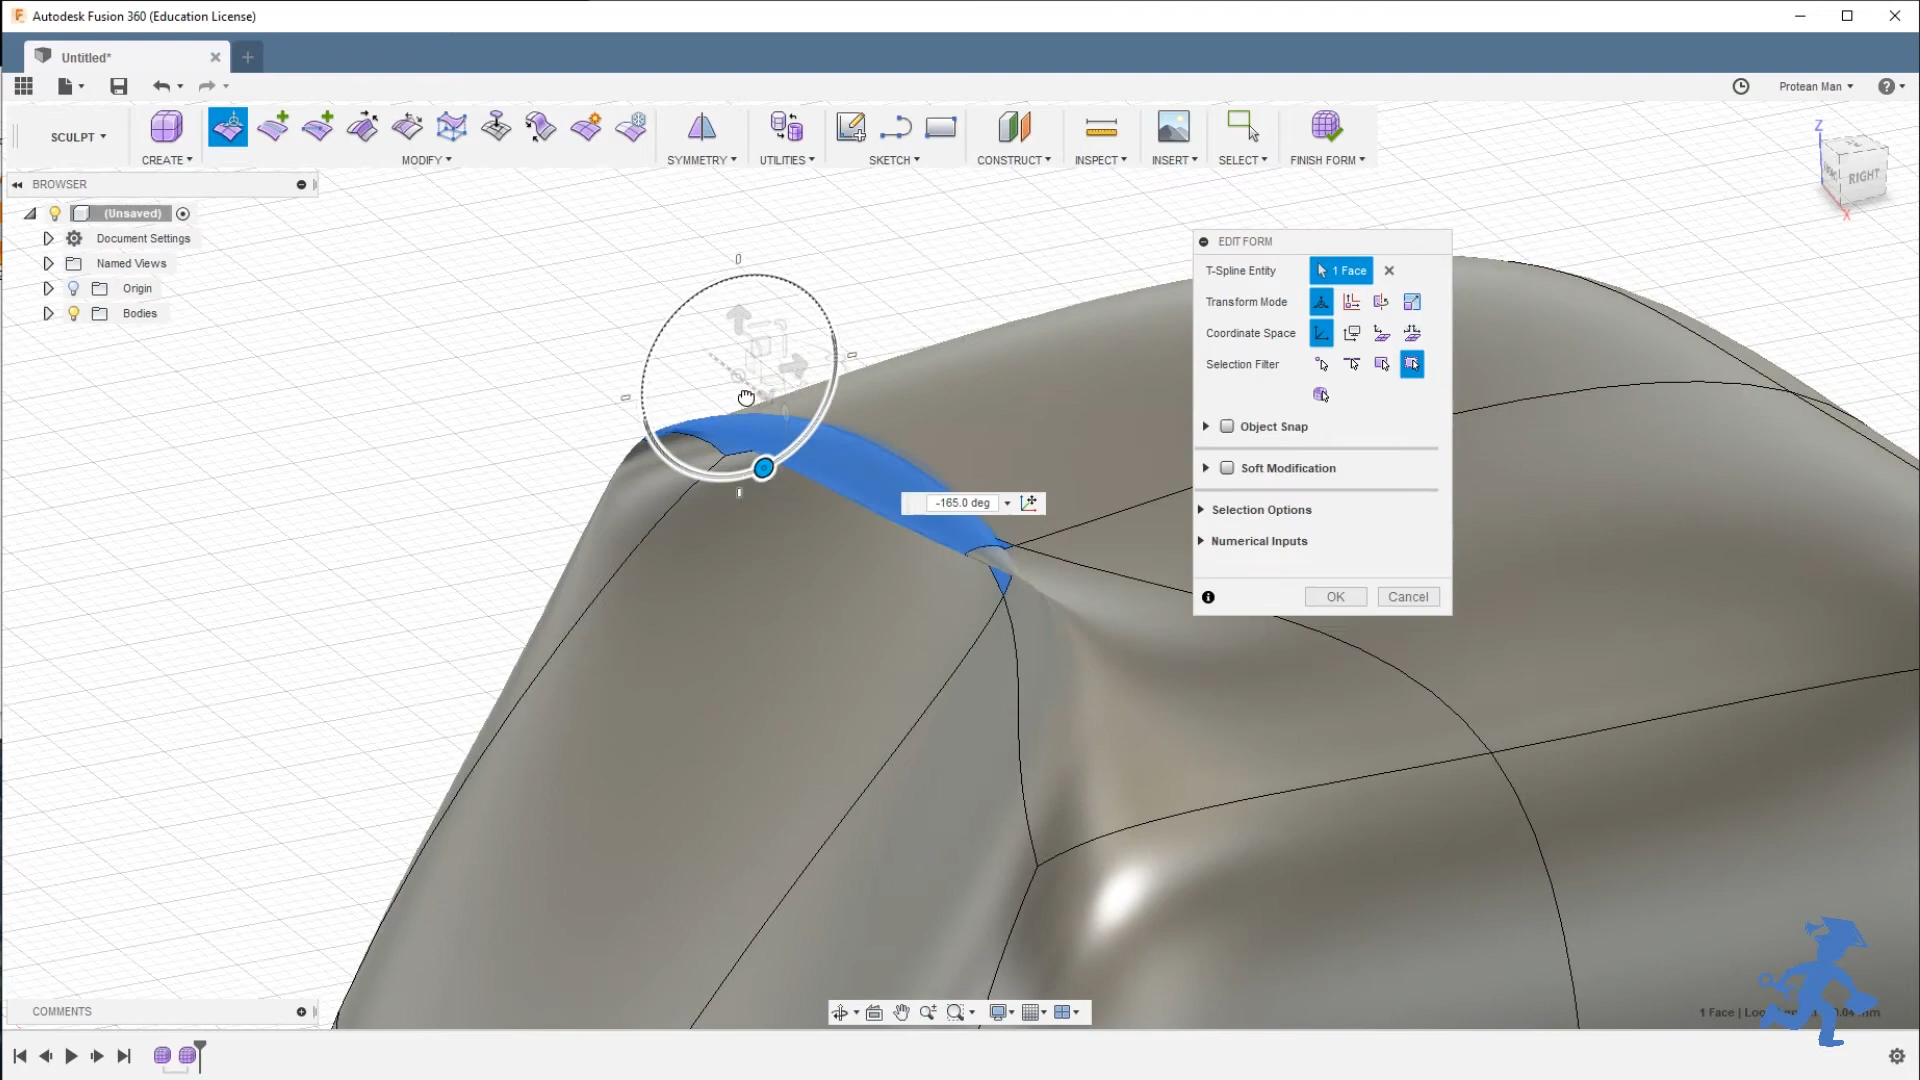 Autodesk Fusion 360 (Education License)
Untitled*
Protean Man
SCULPT
CREATE
MODIFY
SYMMETRY
UTILITIES
SKETCH
CONSTRUCT
INSPECT
INSERT
SELECT
FINISH FORM
BROWSER
(Unsaved)
Document Settings
Named Views
Origin
Bodies
Z
RIGHT
X
EDIT FORM
T-Spline Entity
1 Face
Transform Mode
Coordinate Space
Selection Filter
Object Snap
Soft Modification
Selection Options
Numerical Inputs
OK
Cancel
-165.0 deg
COMMENTS
1 Face |